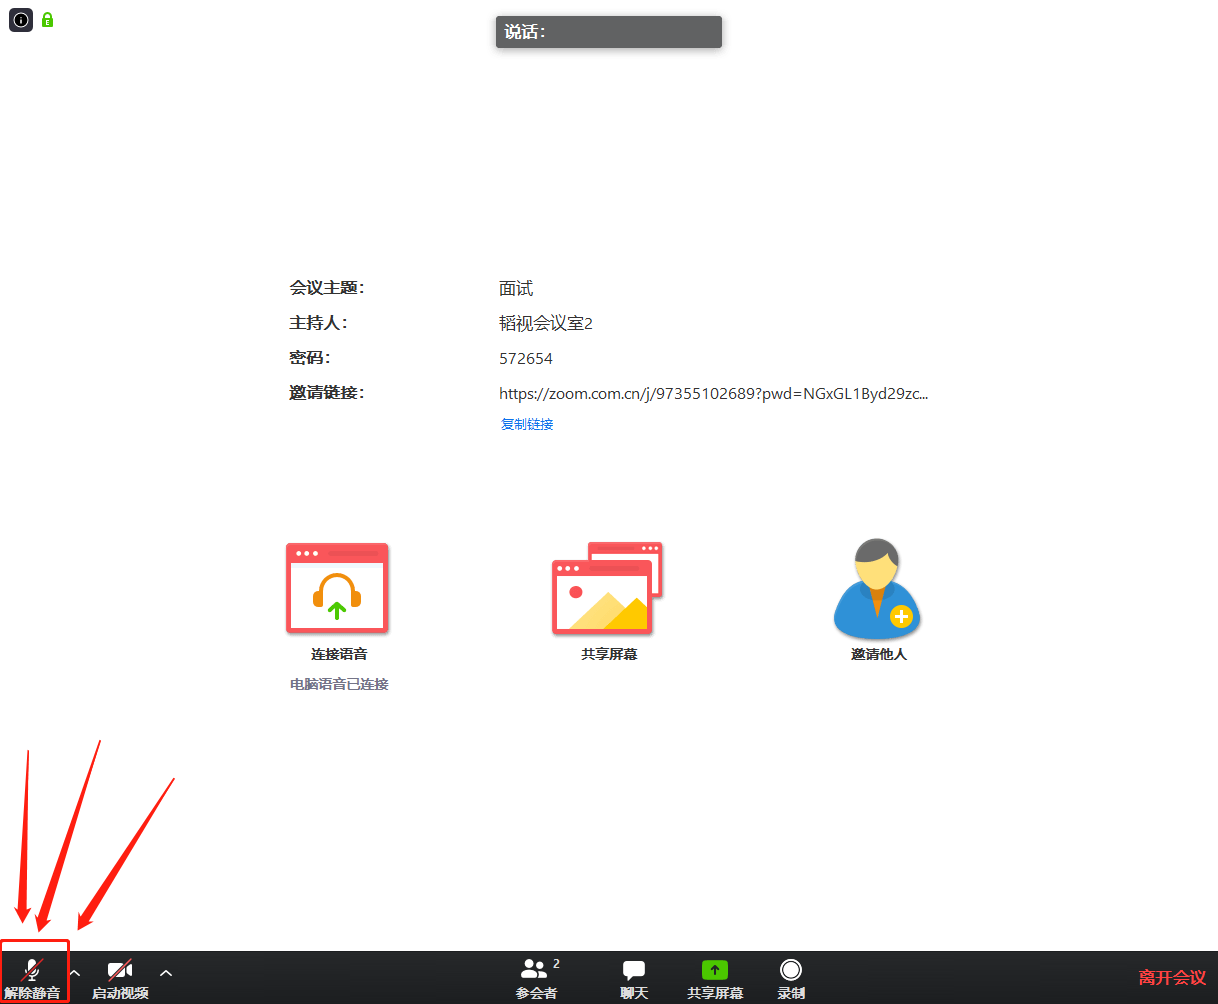 说话：
会议主题： 面试
主持人： 韬视会议室2
密码： 572654
邀请链接： https://zoom.com.cn/j/97355102689?pwd=NGxGL1Byd29zc...
复制链接
连接语音 共享屏幕 邀请他人
电脑语音已连接
2
解除静音 启动视频 参会者 聊天 共享屏幕 录制 离开会议